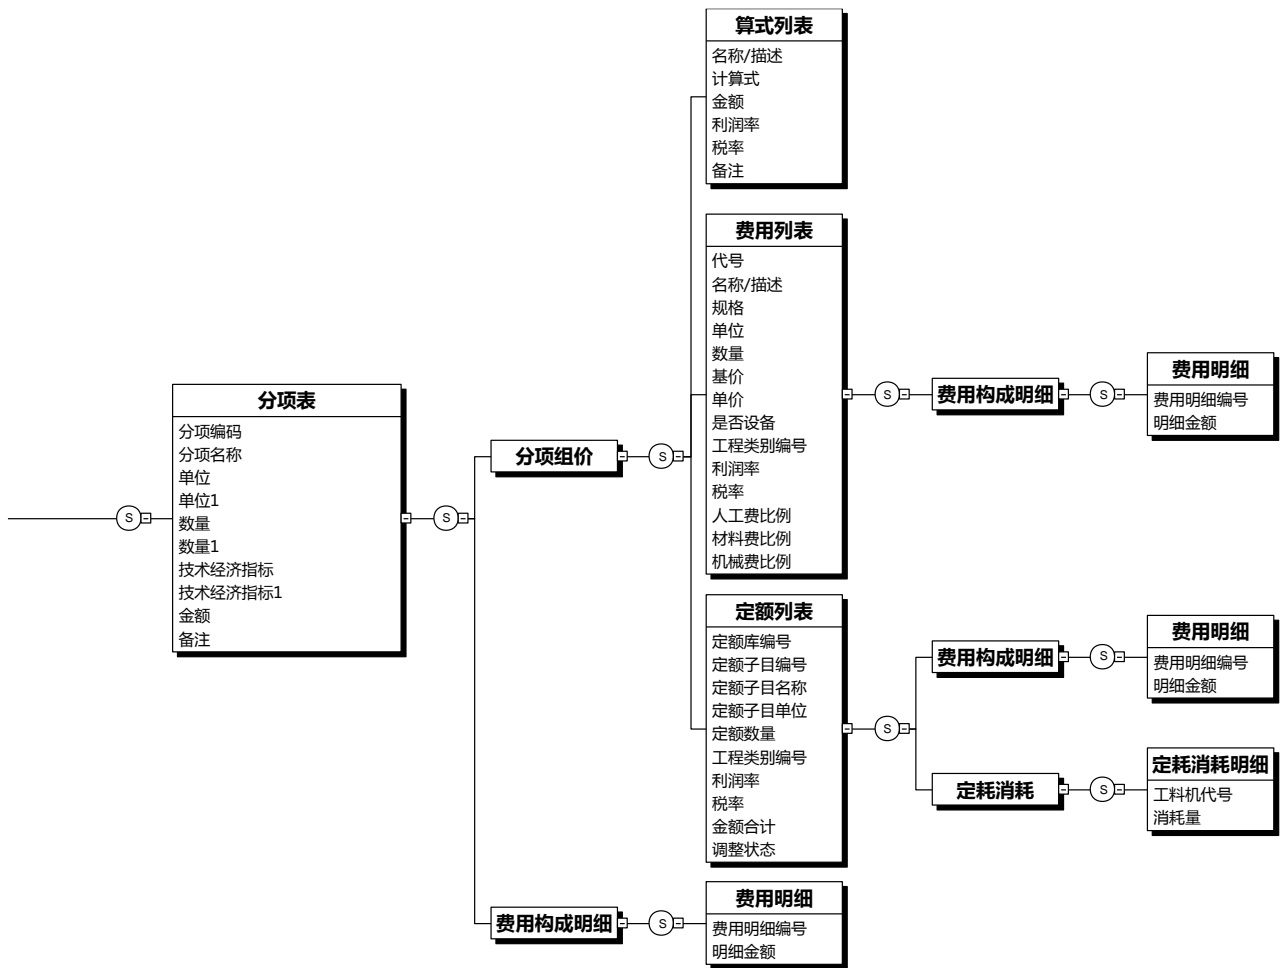 算式列表
名称/描述
计算式
金额
利润率
税率
备注
费用列表
代号
名称/描述
规格
单位
数量
基价
单价
是否设备
工程类别编号
利润率
税率
人工费比例
材料费比例
机械费比例
S
费用构成明细
S
费用明细
费用明细编号
明细金额
分项表
分项编码
分项名称
单位
单位1
数量
数量1
技术经济指标
技术经济指标1
金额
备注
S
S
分项组价
S
定额列表
定额库编号
定额子目编号
定额子目名称
定额子目单位
定额数量
工程类别编号
利润率
税率
金额合计
调整状态
S
费用构成明细
S
费用明细
费用明细编号
明细金额
定耗消耗
S
定耗消耗明细
工料机代号
消耗量
费用构成明细
S
费用明细
费用明细编号
明细金额